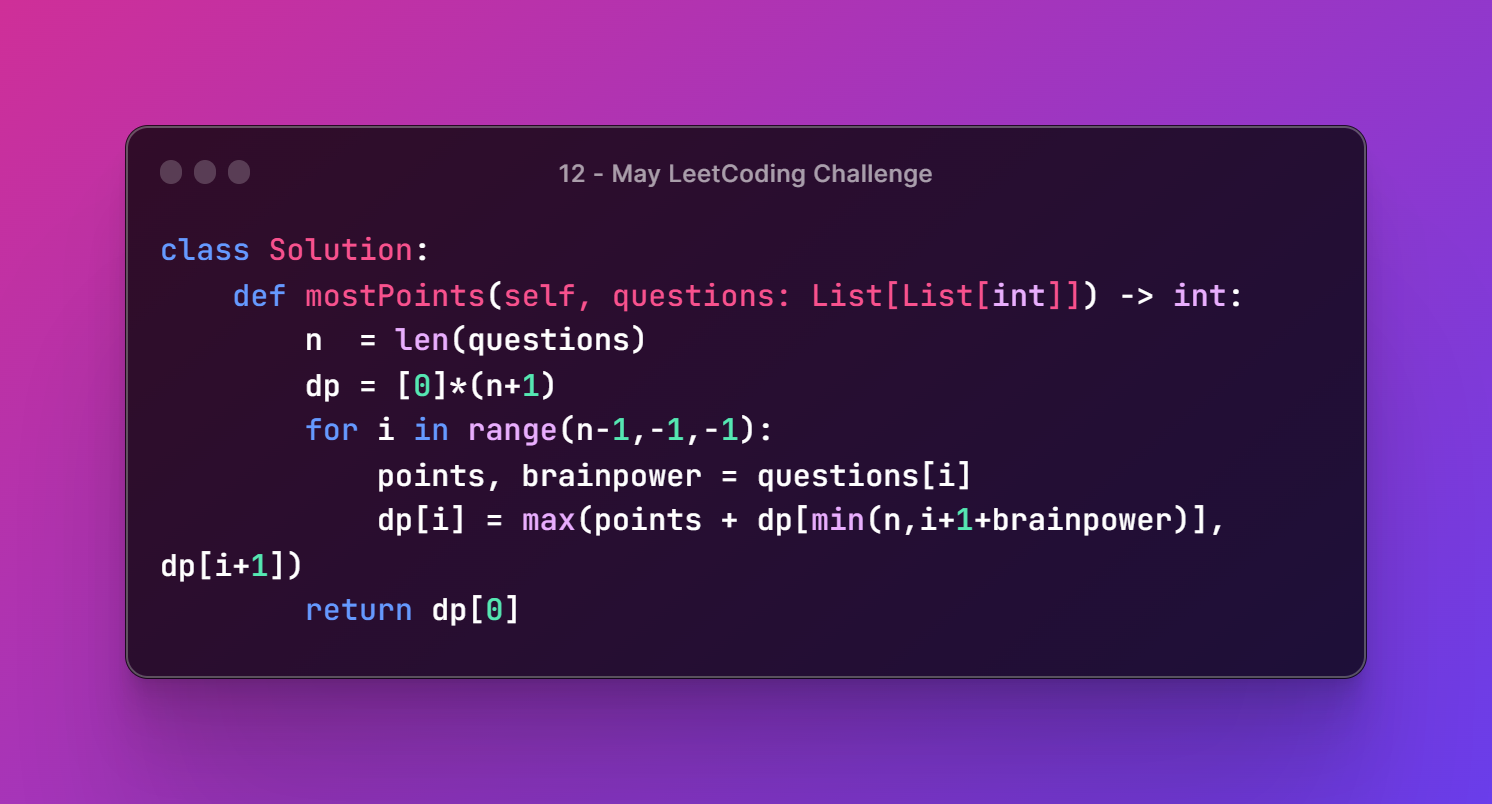 12 - May LeetCoding Challenge
class Solution:
    def mostPoints(self, questions: List[List[int]]) -> int:
        n  = len(questions)
        dp = [0]*(n+1)
        for i in range(n-1,-1,-1):
            points, brainpower = questions[i]
            dp[i] = max(points + dp[min(n,i+1+brainpower)],
dp[i+1])
        return dp[0]